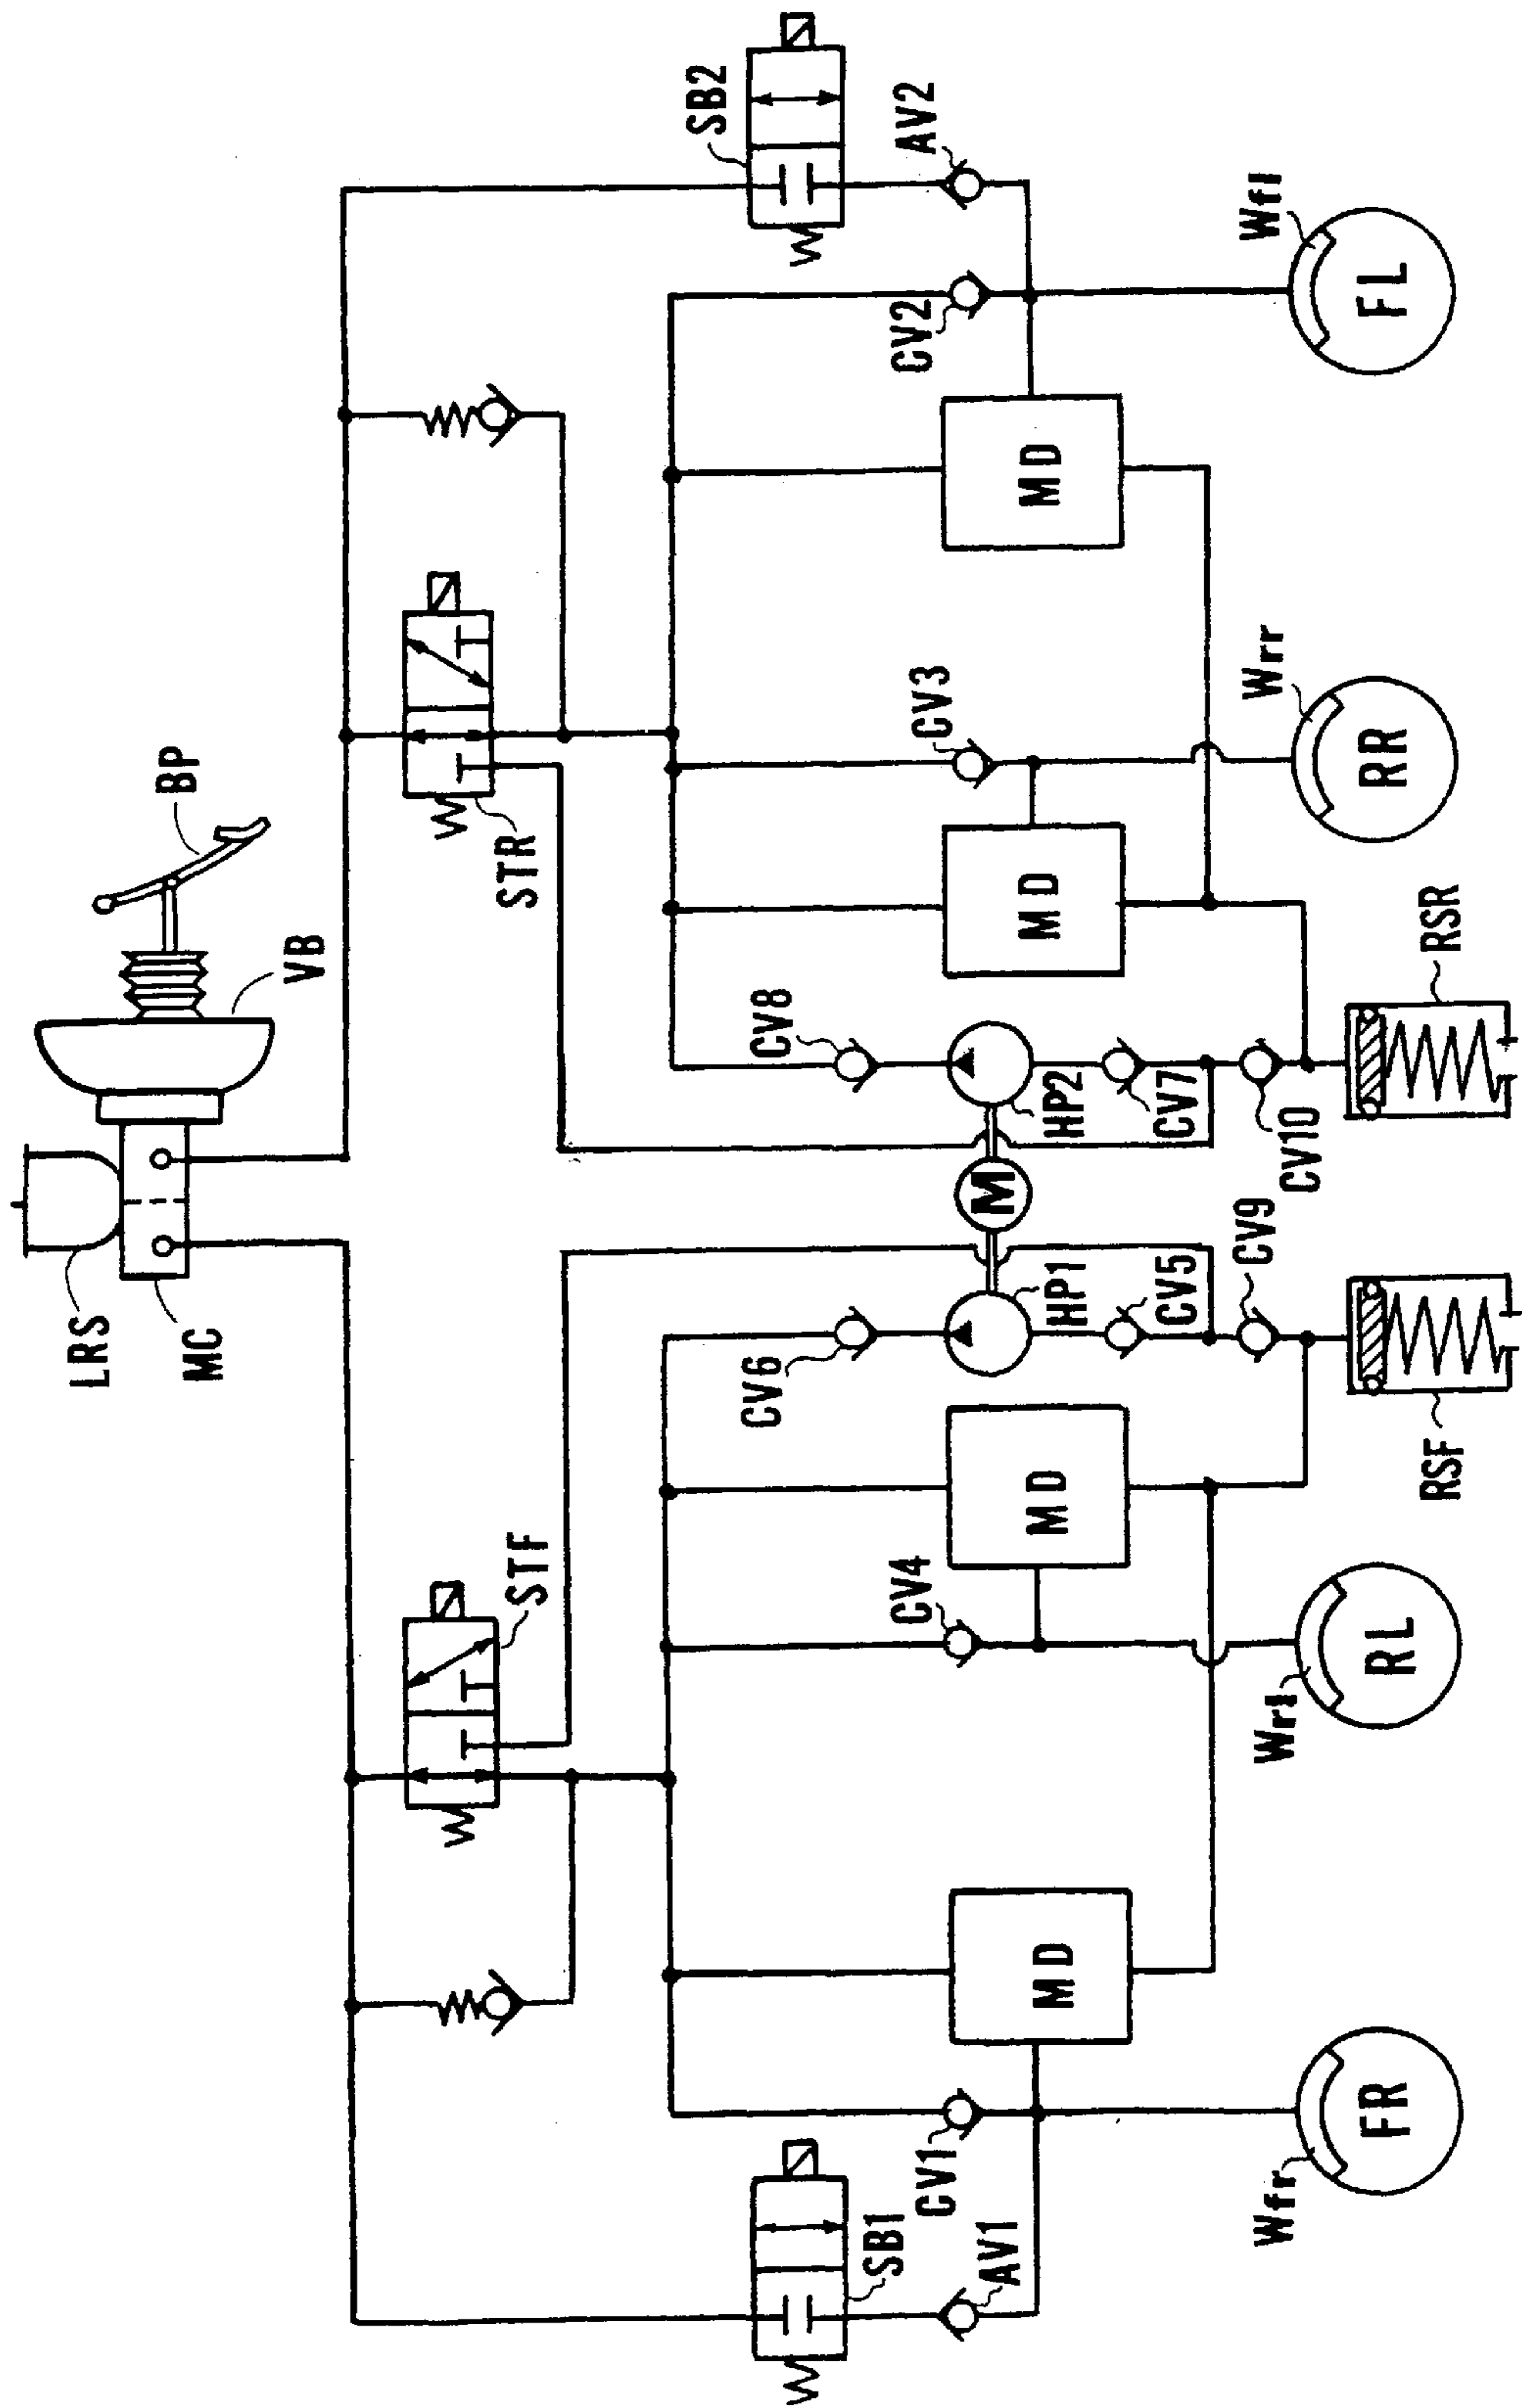 LRS
MC
VB
BP
STF
STR
SB1
SB2
AV1
AV2
CV1
CV4
CV6
CV8
CV3
CV2
MD
MD
MD
MD
HP1
M
HP2
CV5
CV7
CV9
CV10
Wfr
Wrl
Wrr
Wfl
FR
RL
RR
FL
RSF
RSR